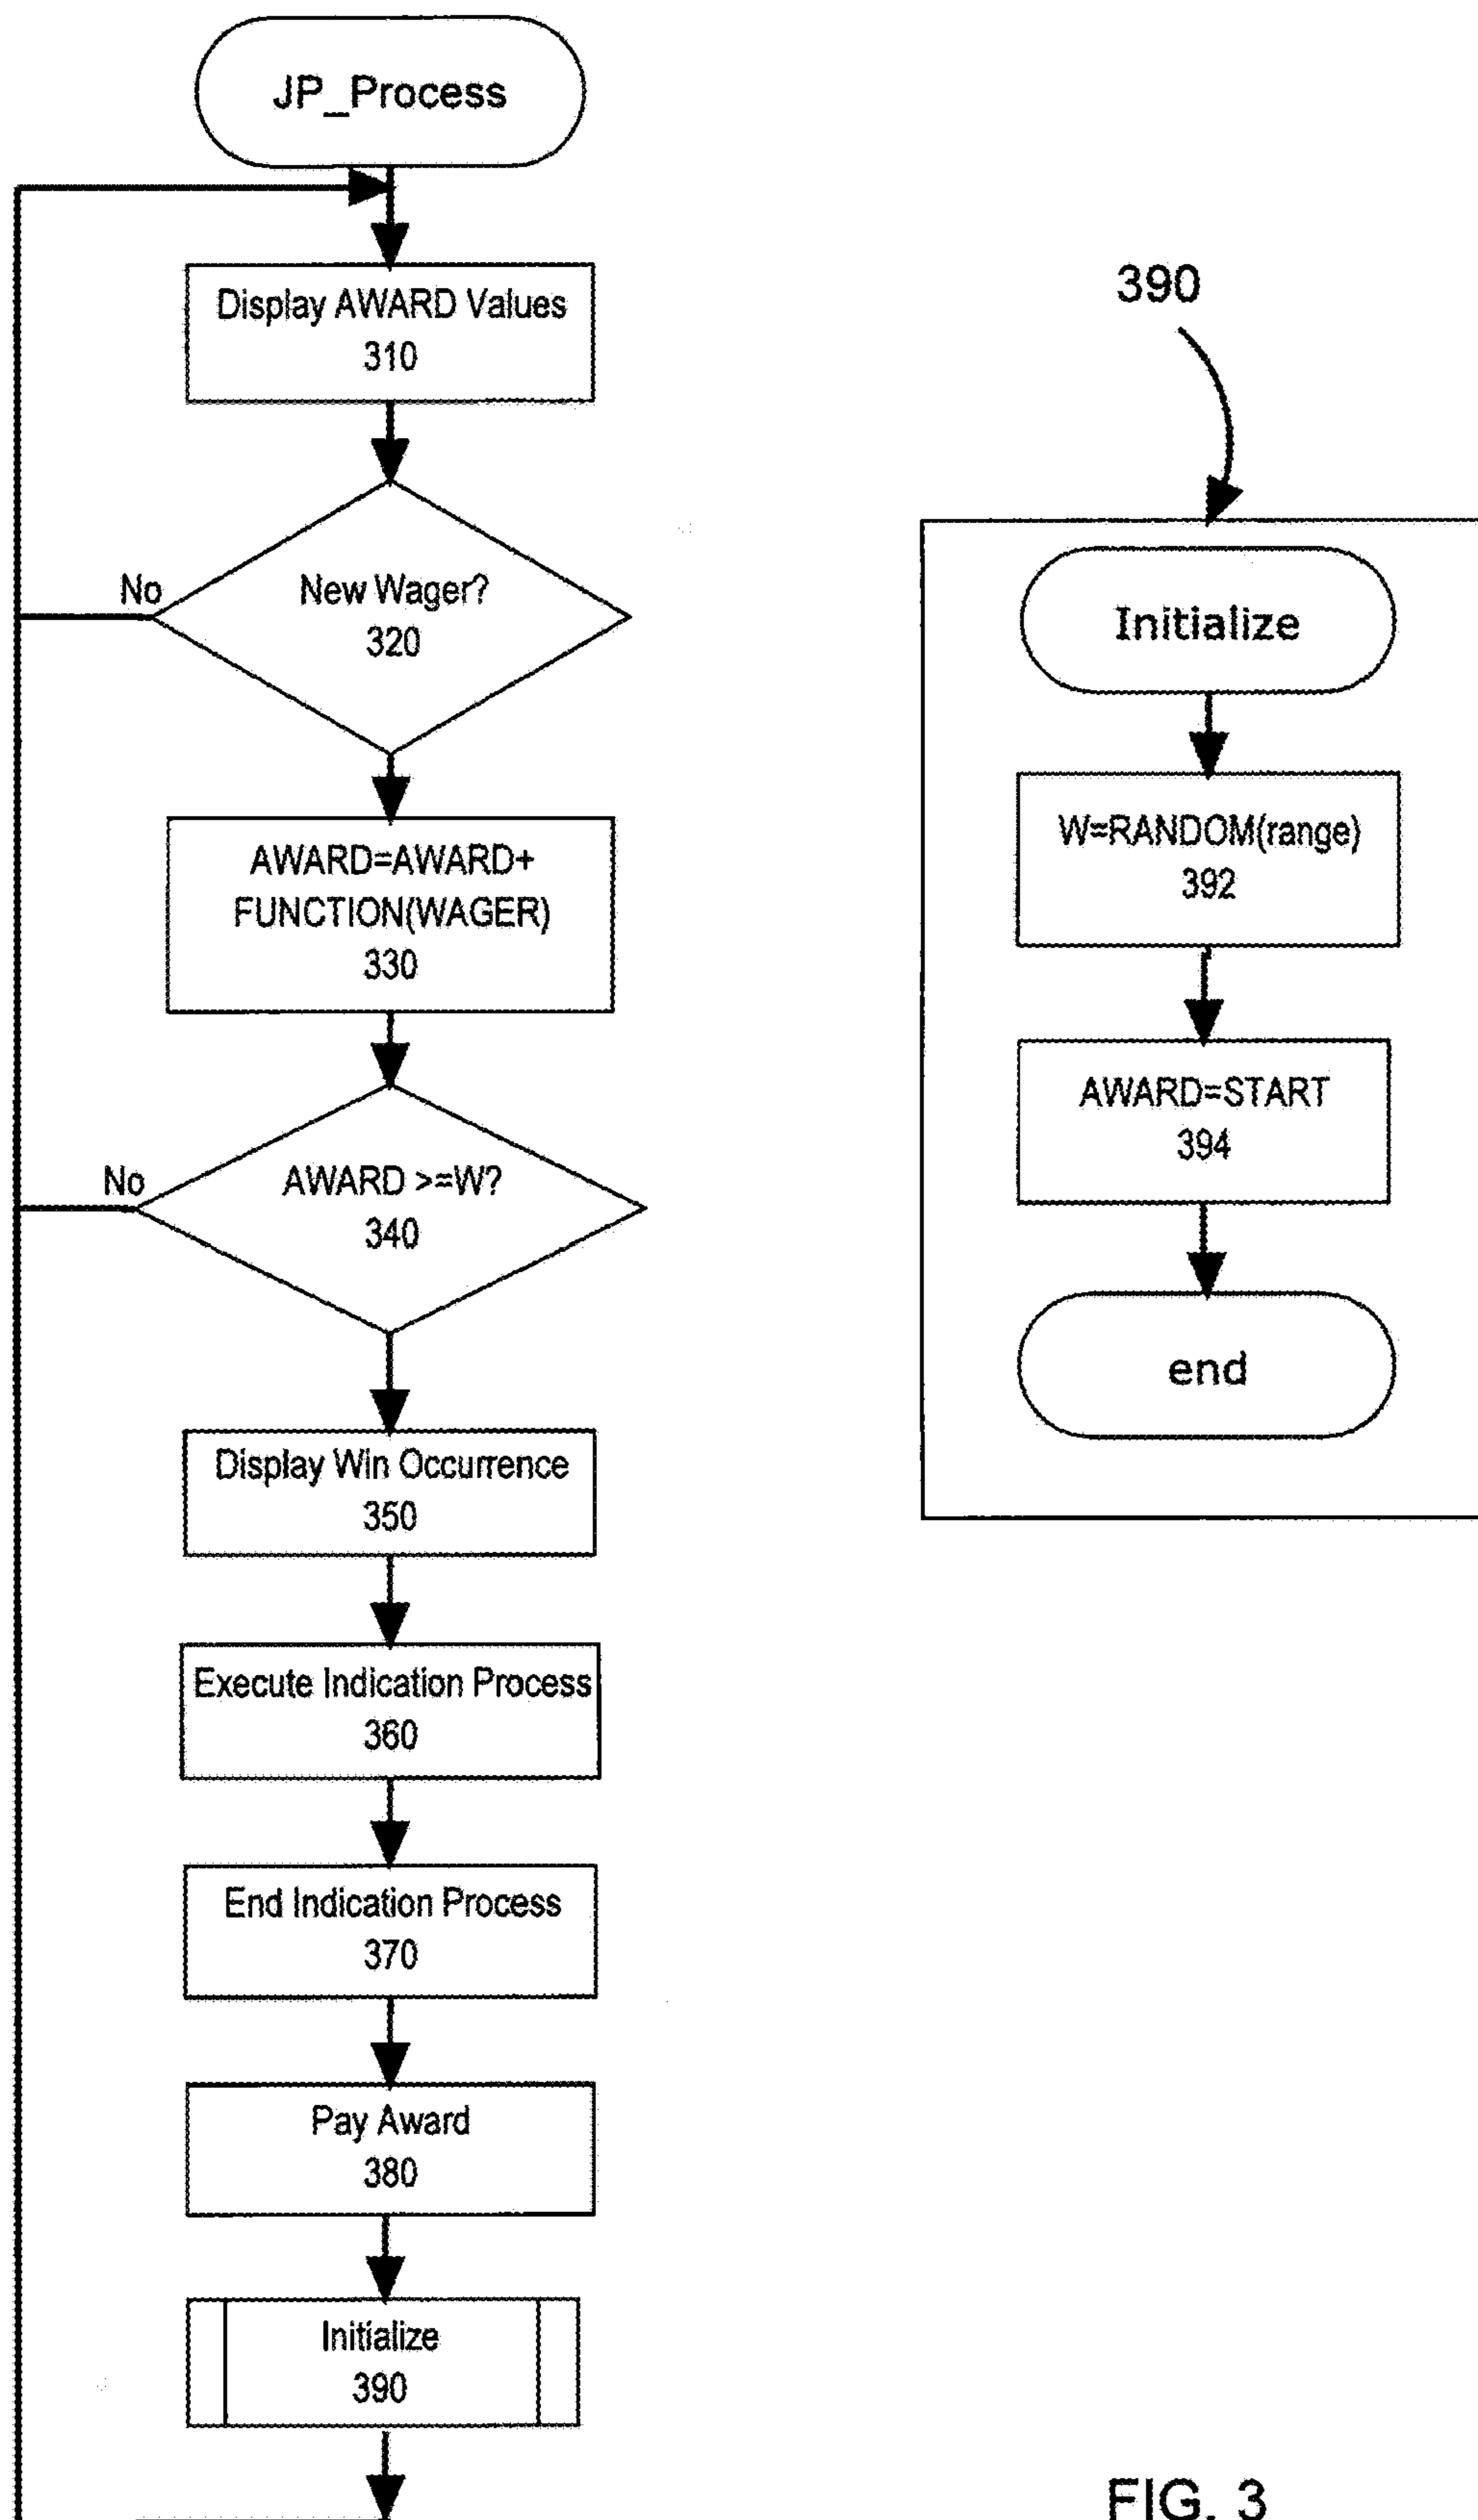 JP_Process
Display AWARD Values
310
No
New Wager?
320
AWARD=AWARD+
FUNCTION(WAGER)
330
No
AWARD >=W?
340
Display Win Occurrence
350
Execute Indication Process
360
End Indication Process
370
Pay Award
380
Initialize
390
390
Initialize
W=RANDOM(range)
392
AWARD=START
394
end
FIG. 3